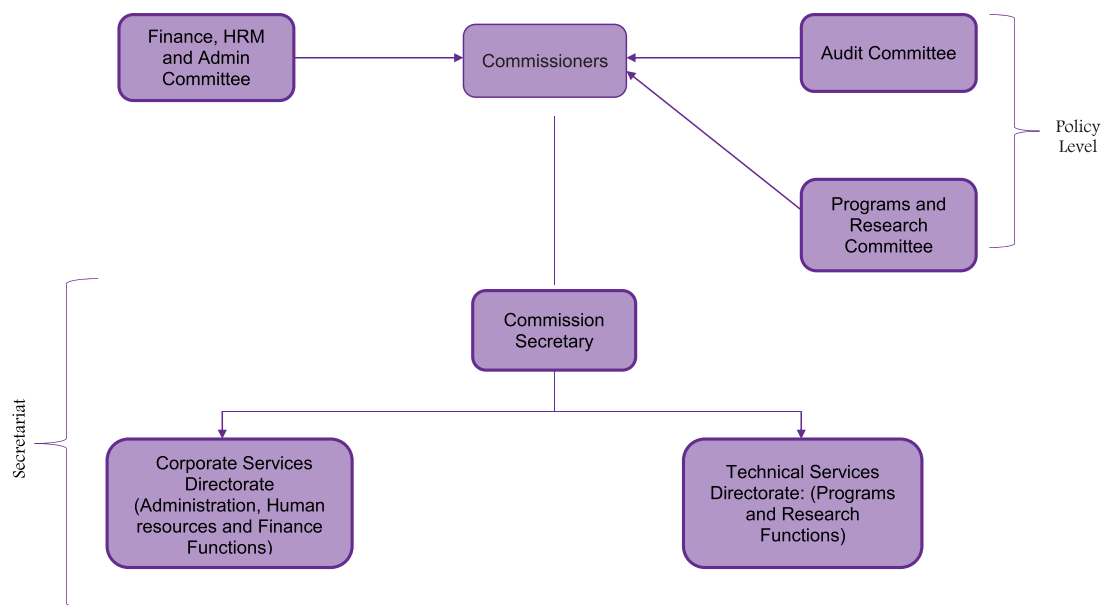 Finance, HRM
and Admin
Committee
Commissioners
Audit Committee
Policy
Level
Programs and
Research
Committee
Commission
Secretary
Secretariat
Corporate Services
Directorate
(Administration, Human
resources and Finance
Functions)
Technical Services
Directorate: (Programs
and Research
Functions)